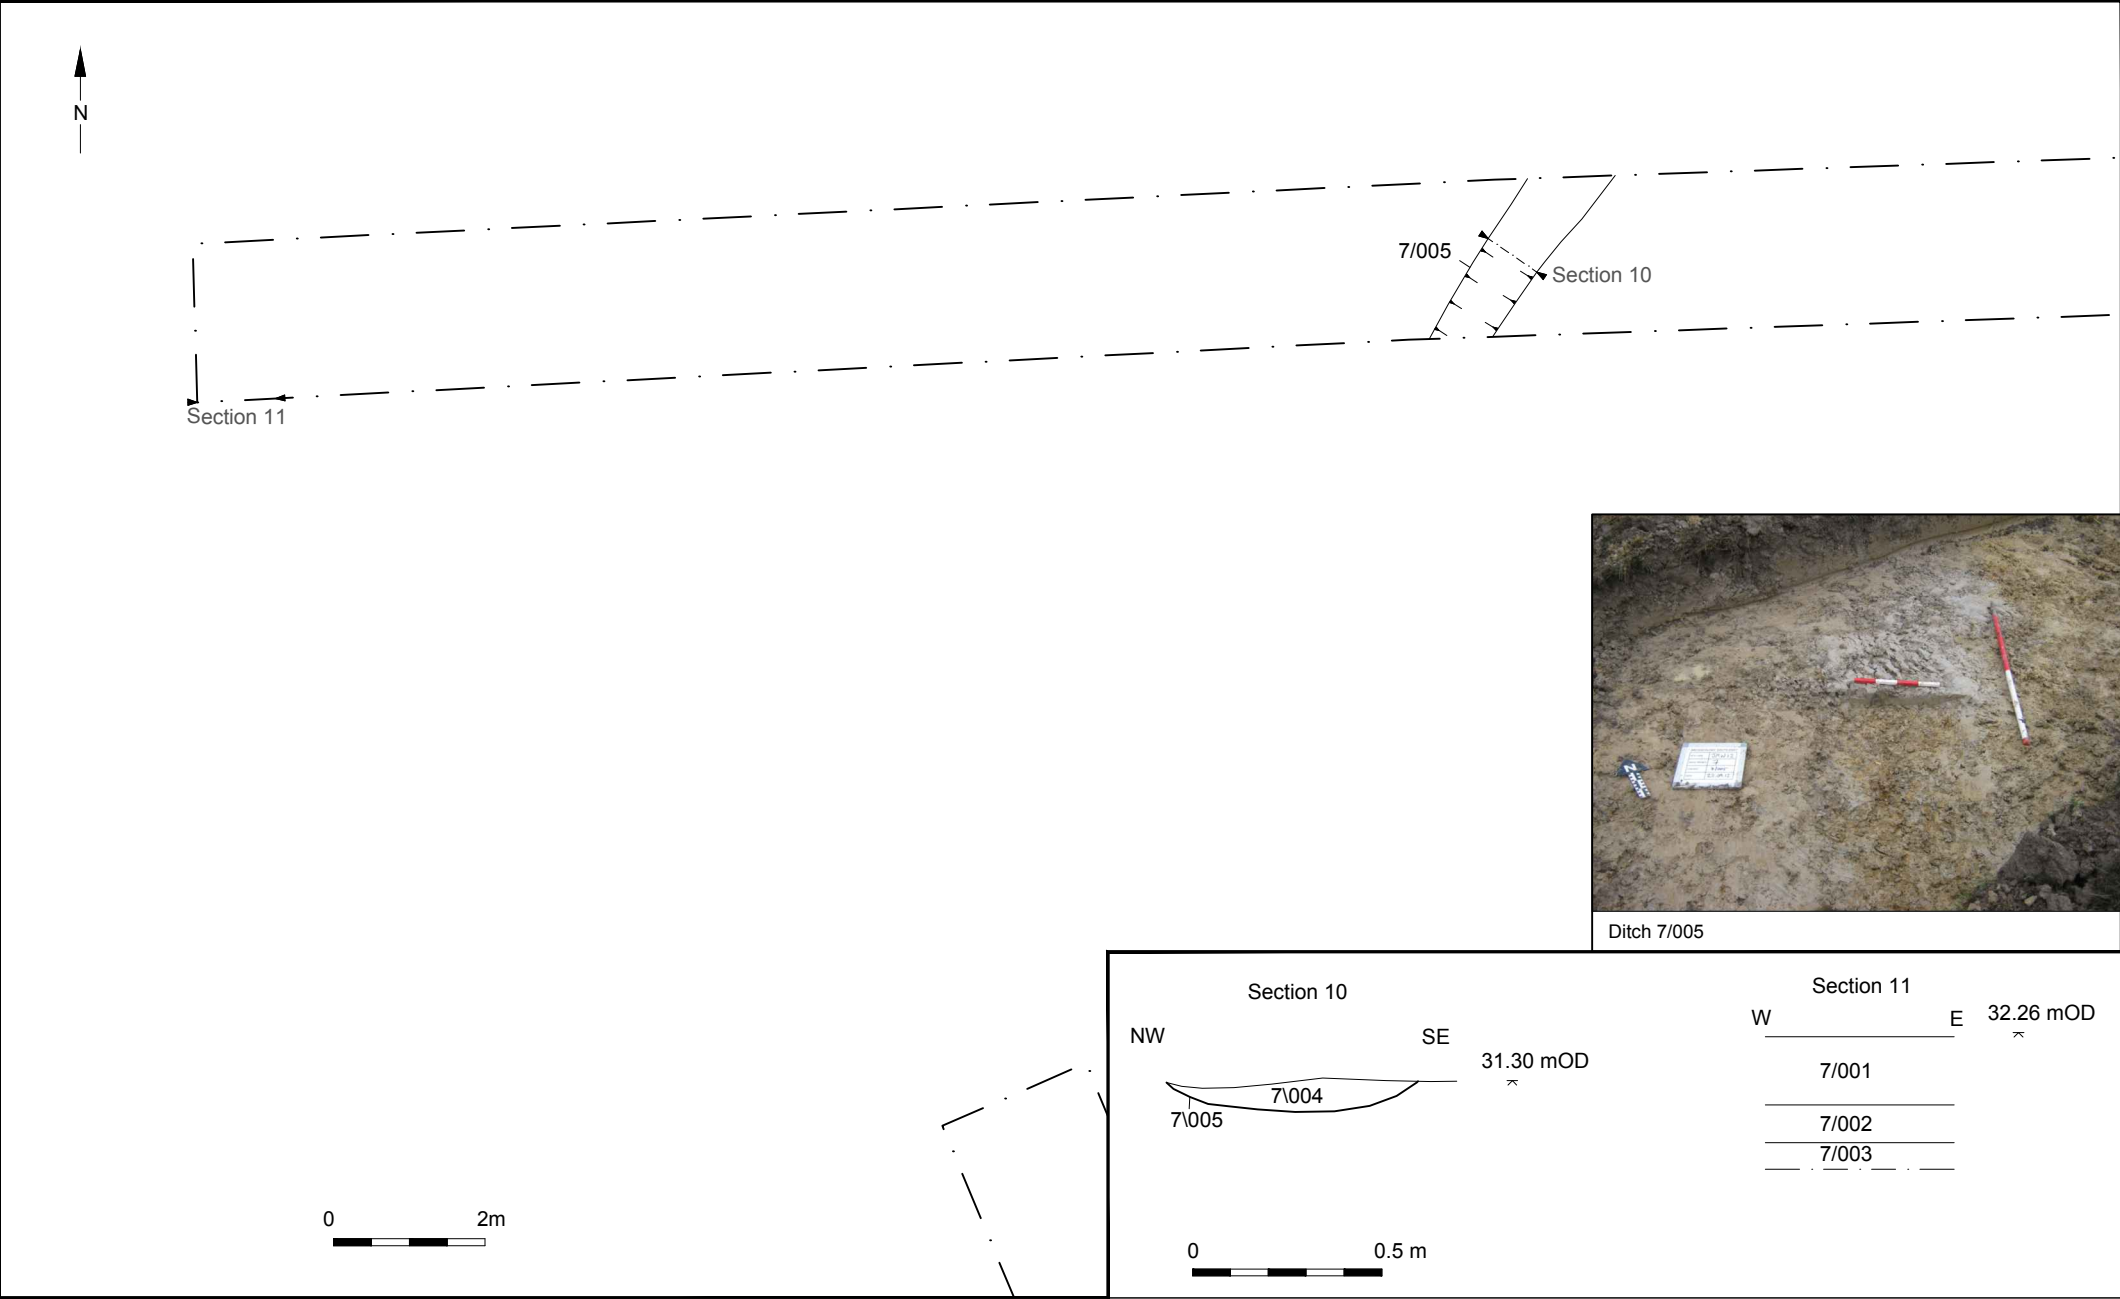 N
7/005
Section 10
Section 11
Ditch 7/005
Section 10
NW
SE
31.30 mOD
7\004
7\005
Section 11
W
E
32.26 mOD
7/001
7/002
7/003
0
2m
0
0.5 m